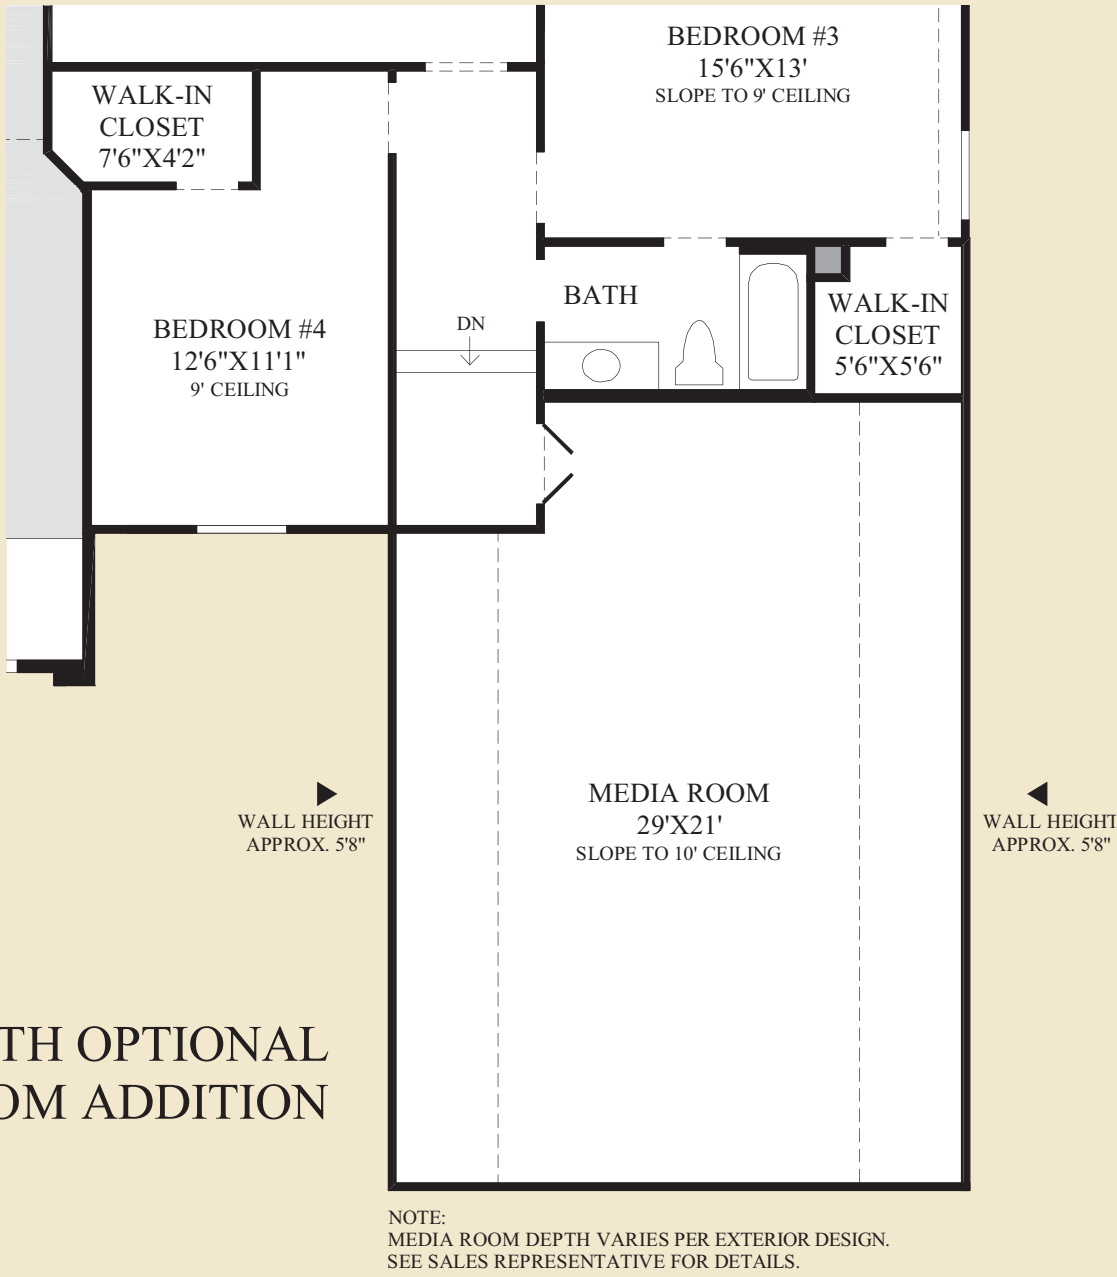 BEDROOM #3
15'6"X13'
SLOPE TO 9' CEILING
WALK-IN
CLOSET
7'6"X4'2"
BATH
WALK-IN
CLOSET
5'6"X5'6"
DN
BEDROOM #4
12'6"X11'1"
9' CEILING
MEDIA ROOM
29'X21'
SLOPE TO 10' CEILING
WALL HEIGHT
APPROX. 5'8"
WALL HEIGHT
APPROX. 5'8"
TH OPTIONAL
OM ADDITION
NOTE:
MEDIA ROOM DEPTH VARIES PER EXTERIOR DESIGN.
SEE SALES REPRESENTATIVE FOR DETAILS.